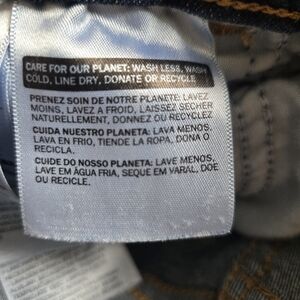 CARE FOR OUR PLANET: WASH LESS, WASH
COLD, LINE DRY, DONATE OR RECYCLE
PRENEZ SOIN DE NOTRE PLANETE: LAVEZ
MOINS, LAVEZ A FROID, LAISSEZ SECHER
NATURELLEMENT, DONNEZ OU RECYCLEZ
CUIDA NUESTRO PLANETA: LAVA MENOS,
LAVA EN FRIO, TIENDE LA ROPA, DONA O
RECICLA.
CUIDE DO NOSSO PLANETA: LAVE MENOS,
LAVE EM ÁGUA FRIA, SEQUE EM VARAL, DOE
OU RECICLE.